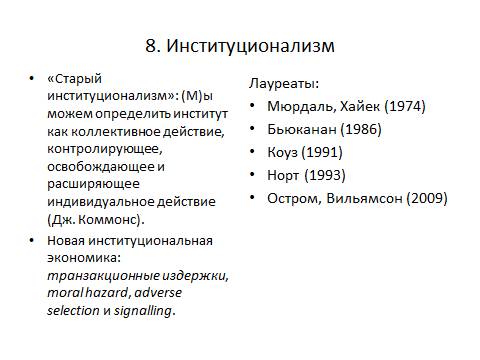 8. Институционализм
• «Старый
институционализм»: (М)ы
можем определить институт
как коллективное действие,
контролирующее,
освобождающее и
расширяющее
индивидуальное действие
(Дж. Коммонс).
• Новая институциональная
экономика:
транзакционные издержки,
moral hazard, adverse
selection и signalling.
Лауреаты:
• Мюрдаль, Хайек (1974)
• Бьюканан (1986)
• Коуз (1991)
• Норт (1993)
• Остром, Вильямсон (2009)